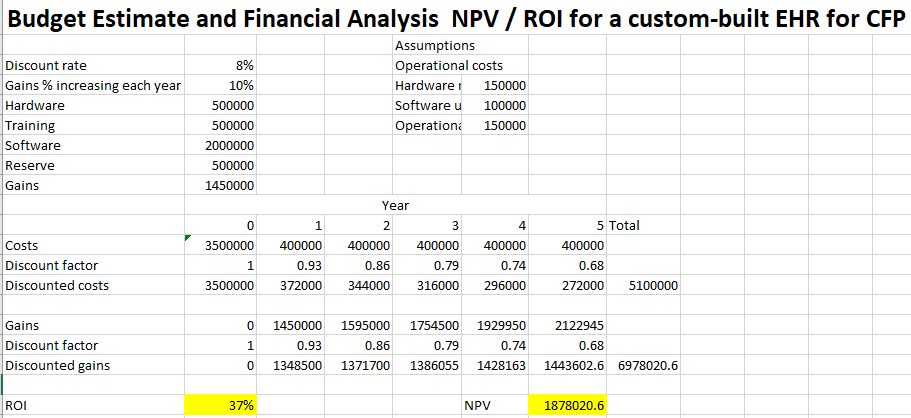 Budget Estimate and Financial Analysis NPV / ROI for a custom-built EHR for CFP
Assumptions
Discount rate 8% Operational costs
Gains % increasing each year 10% Hardware 150000
Hardware 500000 Software u 100000
Training 500000 Operationa 150000
Software 2000000
Reserve 500000
Gains 1450000
Year
0 1 2 3 4 5 Total
Costs 3500000 400000 400000 400000 400000 400000
Discount factor 1 0.93 0.86 0.79 0.74 0.68
Discounted costs 3500000 372000 344000 316000 296000 272000 5100000
Gains 0 1450000 1595000 1754500 1929950 2122945
Discount factor 1 0.93 0.86 0.79 0.74 0.68
Discounted gains 0 1348500 1371700 1386055 1428163 1443602.6 6978020.6
ROI 37% NPV 1878020.6